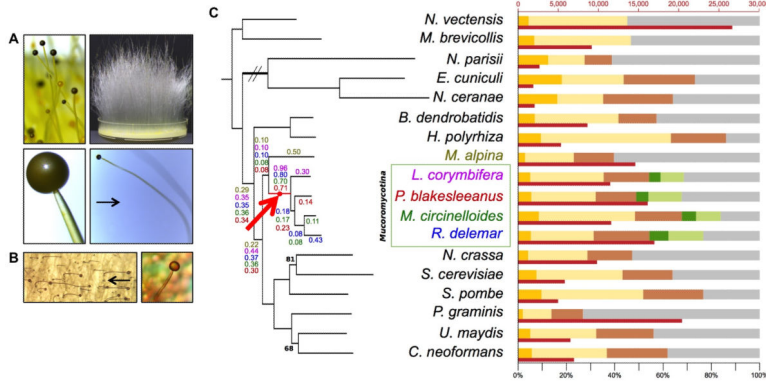 A
B
C
0
5,000
10,000
15,000
20,000
25,000
30,000
N. vectensis
M. brevicollis
N. parisii
E. cuniculi
N. ceranae
B. dendrobatidis
H. polyrhiza
M. alpina
L. corymbifera
P. blakesleeanus
M. circinelloides
R. delemar
N. crassa
S. cerevisiae
S. pombe
P. graminis
U. maydis
C. neoformans
Mucoromycotina
0.10
0.10
0.10
0.08
0.08
0.50
0.96
0.80
0.70
0.71
0.30
0.14
0.29
0.35
0.35
0.36
0.34
0.18
0.17
0.23
0.11
0.08
0.08
0.43
0.22
0.44
0.37
0.36
0.30
81
68
0%
20%
40%
60%
80%
100%